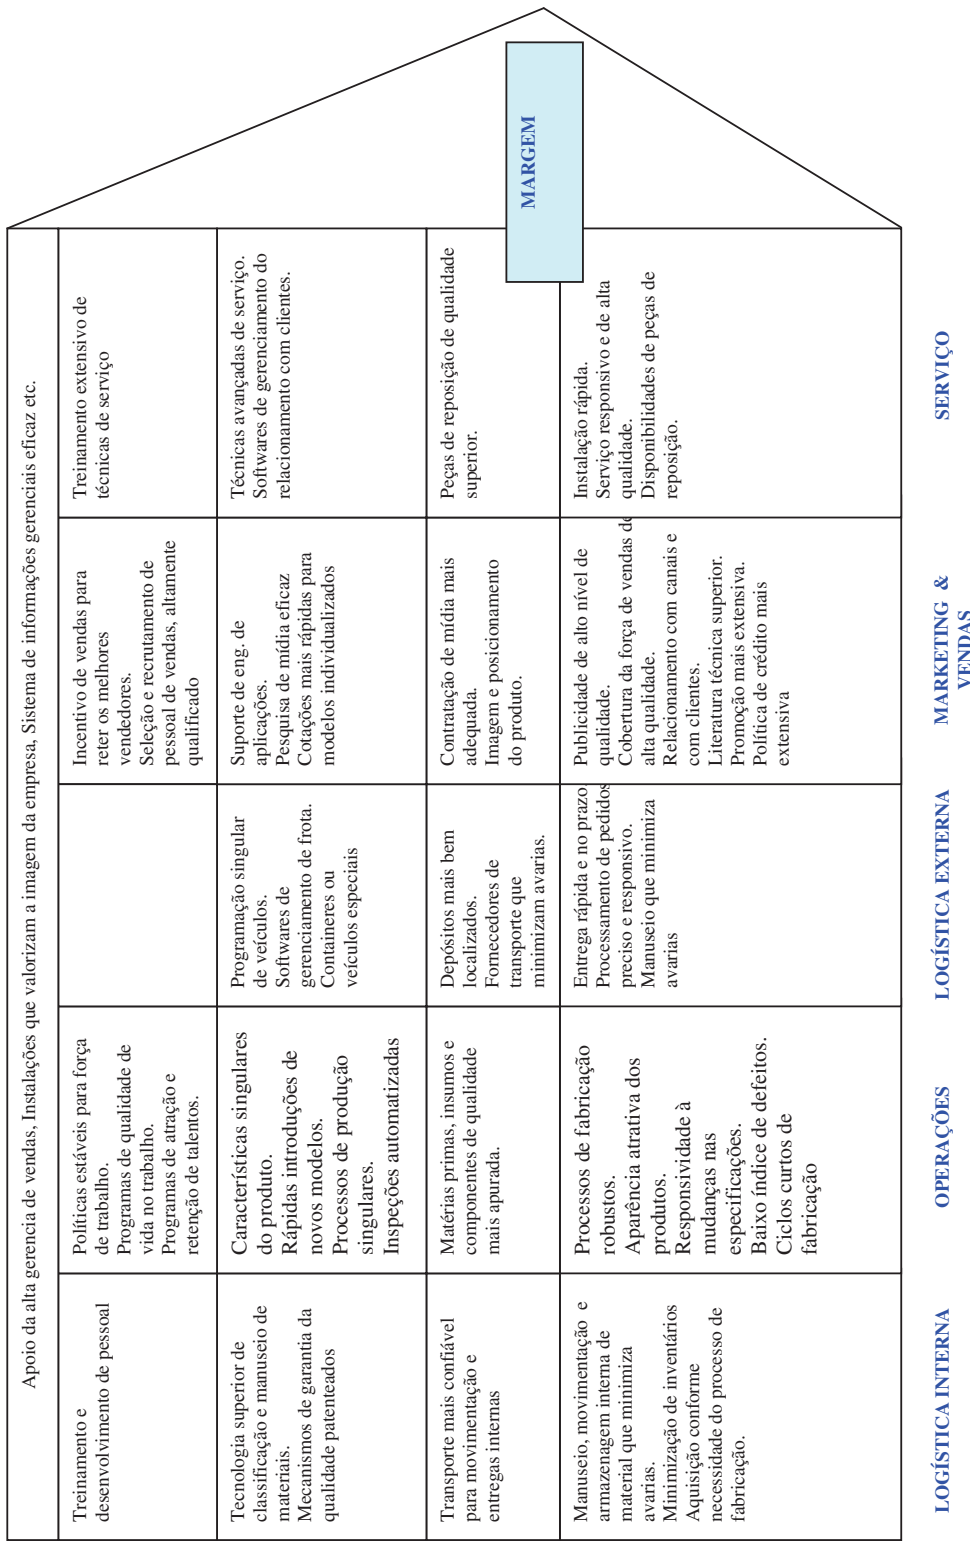 Apoio da alta gerencia de vendas, Instalações que valorizam a imagem da empresa, Sistema de informações gerenciais eficaz etc.
Treinamento e
desenvolvimento de pessoal
Políticas estáveis para força
de trabalho.
Programas de qualidade de
vida no trabalho.
Programas de atração e
retenção de talentos.
Incentivo de vendas para
reter os melhores
vendedores.
Seleção e recrutamento de
pessoal de vendas, altamente
qualificado
Treinamento extensivo de
técnicas de serviço
Tecnologia superior de
classificação e manuseio de
materiais.
Mecanismos de garantia da
qualidade patenteados
Características singulares
do produto.
Rápidas introduções de
novos modelos.
Processos de produção
singulares.
Inspeções automatizadas
Programação singular
de veículos.
Softwares de
gerenciamento de frota.
Containeres ou
veículos especiais
Suporte de eng. de
aplicações.
Pesquisa de mídia eficaz
Cotações mais rápidas para
modelos individualizados
Técnicas avançadas de serviço.
Softwares de gerenciamento do
relacionamento com clientes.
Transporte mais confiável
para movimentação e
entregas internas
Matérias primas, insumos e
componentes de qualidade
mais apurada.
Depósitos mais bem
localizados.
Fornecedores de
transporte que
minimizam avarias.
Contratação de mídia mais
adequada.
Imagem e posicionamento
do produto.
Peças de reposição de qualidade
superior.
MARGEM
Manuseio, movimentação e
armazenagem interna de
material que minimiza
avarias.
Minimização de inventários
Aquisição conforme
necessidade do processo de
fabricação.
Processos de fabricação
robustos.
Aparência atrativa dos
produtos.
Responsividade à
mudanças nas
especificações.
Baixo índice de defeitos.
Ciclos curtos de
fabricação
Entrega rápida e no prazo
Processamento de pedidos
preciso e responsivo.
Manuseio que minimiza
avarias
Publicidade de alto nível de
qualidade.
Cobertura da força de vendas de
alta qualidade.
Relacionamento com canais e
com clientes.
Literatura técnica superior.
Promoção mais extensiva.
Política de crédito mais
extensiva
Instalação rápida.
Serviço responsivo e de alta
qualidade.
Disponibilidades de peças de
reposição.
LOGÍSTICA INTERNA
OPERAÇÕES
LOGÍSTICA EXTERNA
MARKETING &
VENDAS
SERVIÇO